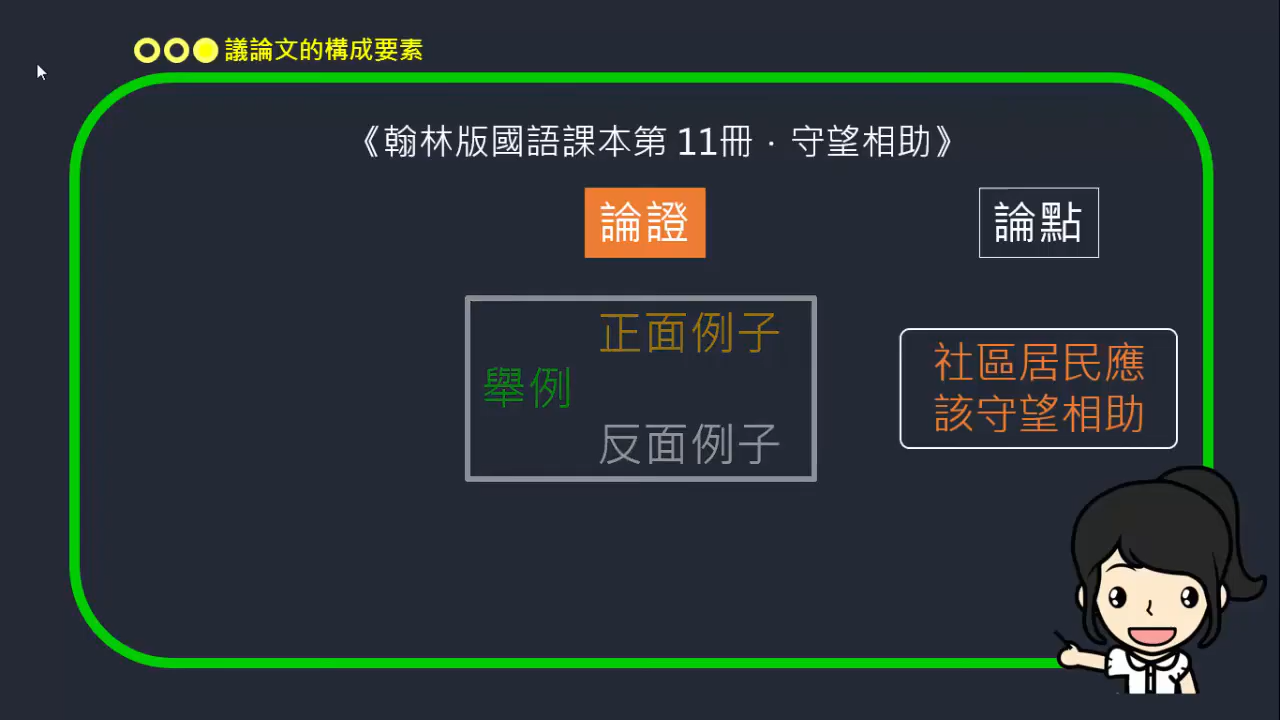 議論文的構成要素
《翰林版國語課本第11冊．守望相助》
論證
論點
正面例子
舉例
反面例子
社區居民應
該守望相助